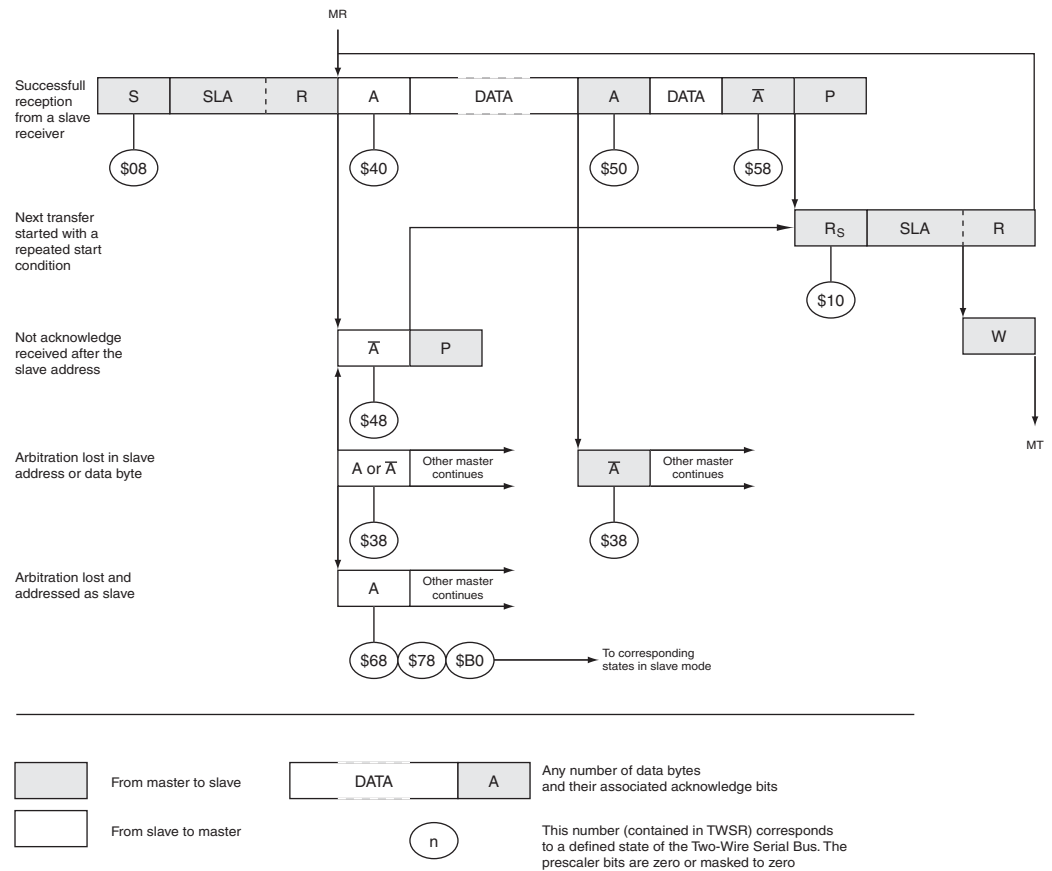 MR
Successfull
reception
from a slave
receiver
S SLA R A DATA A DATA A̅ P
$08 $40 $50 $58
Next transfer
started with a
repeated start
condition
RS SLA R
$10
Not acknowledge
received after the
slave address
A̅ P
W
$48
MT
Arbitration lost in slave
address or data byte
A or A̅ Other master
continues
A̅ Other master
continues
$38 $38
Arbitration lost and
addressed as slave
A Other master
continues
$68 $78 $B0
To corresponding
states in slave mode
From master to slave
DATA A
Any number of data bytes
and their associated acknowledge bits
From slave to master
n
This number (contained in TWSR) corresponds
to a defined state of the Two-Wire Serial Bus. The
prescaler bits are zero or masked to zero